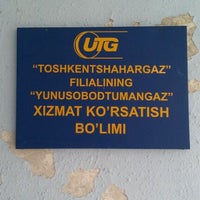 UTG
"TOSHKENTSHAHARGAZ"
FILIALINING
"YUNUSOBODTUMANGAZ"
XIZMAT KO'RSATISH
BO'LIMI